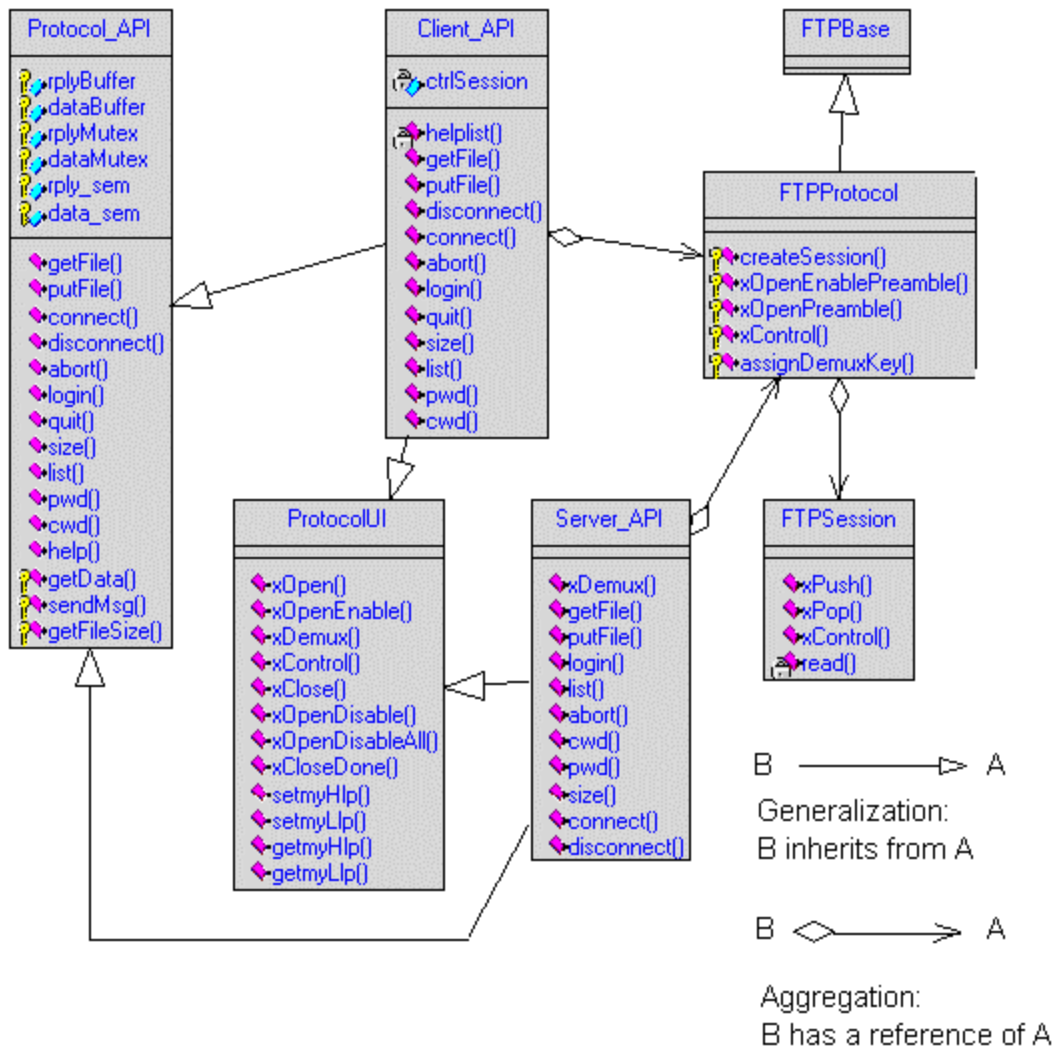 Protocol_API
rplyBuffer
dataBuffer
rplyMutex
dataMutex
rply_sem
data_sem
getFile()
putFile()
connect()
disconnect()
abort()
login()
quit()
size()
list()
pwd()
cwd()
help()
getData()
sendMsg()
getFileSize()
Client_API
ctrlSession
helplist()
getFile()
putFile()
disconnect()
connect()
abort()
login()
quit()
size()
list()
pwd()
cwd()
FTPBase
FTPProtocol
createSession()
xOpenEnablePreamble()
xOpenPreamble()
xControl()
assignDemuxKey()
ProtocolUI
xOpen()
xOpenEnable()
xDemux()
xControl()
xClose()
xOpenDisable()
xOpenDisableAll()
xCloseDone()
setmyHlp()
setmyLlp()
getmyHlp()
getmyLlp()
Server_API
xDemux()
getFile()
putFile()
login()
list()
abort()
cwd()
pwd()
size()
connect()
disconnect()
FTPSession
xPush()
xPop()
xControl()
read()
B A
Generalization:
B inherits from A
B A
Aggregation:
B has a reference of A